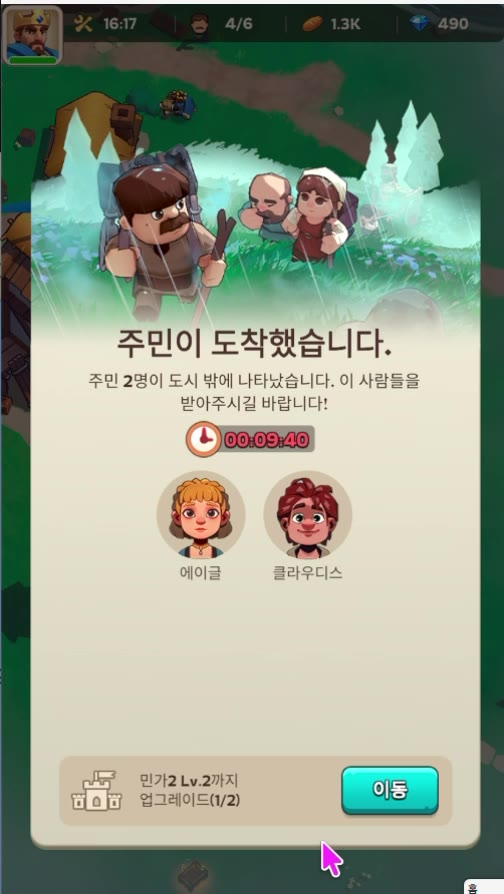 16:17 4/6 1.3K 490
주민이 도착했습니다.
주민 2명이 도시 밖에 나타났습니다. 이 사람들을
받아주시길 바랍니다!
00:09:40
에이글 클라우디스
민가2 Lv.2까지
업그레이드(1/2)
이동
홈